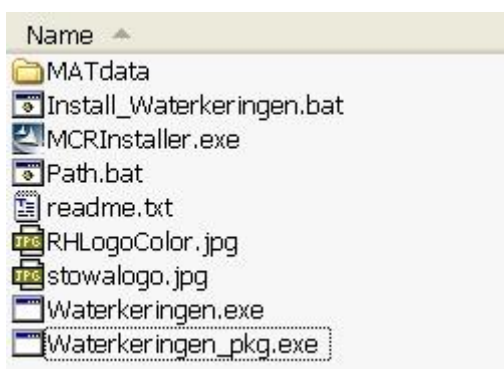 Name
MATdata
Install_Waterkeringen.bat
MCRInstaller.exe
Path.bat
readme.txt
RHLogoColor.jpg
stowalogo.jpg
Waterkeringen.exe
Waterkeringen_pkg.exe